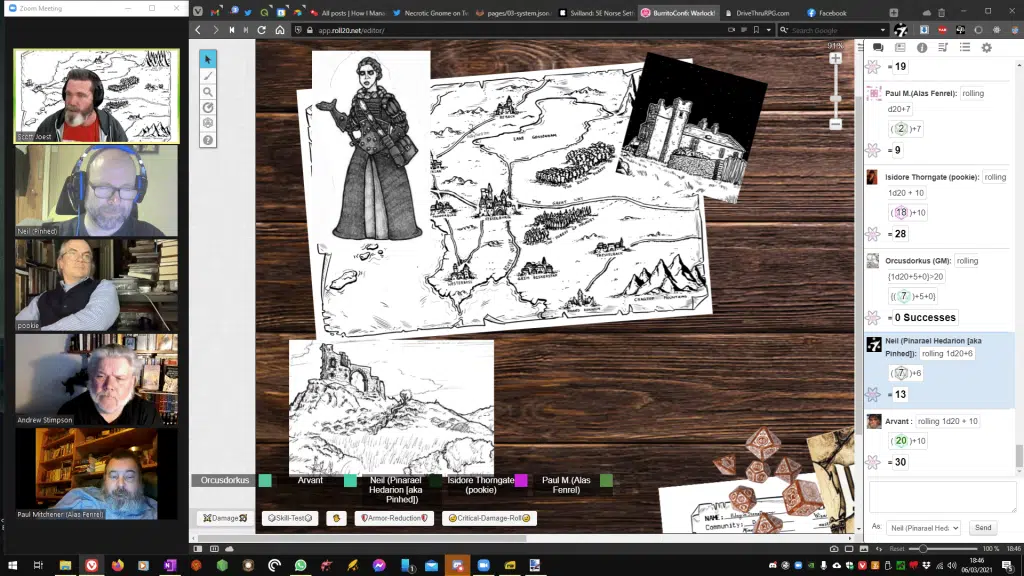 Zoom Meeting
Scott Joest
Neil (Pinhed)
pookie
Andrew Stimpson
Paul Mitchener (Alas Fenrel)
All posts ( How I Mana
Necrotic Gnome on Tw
pages/03-system.json
Svilland: 5E Norse Set
BurritoConf6: Warlock!
DriveThruRPG.com
Facebook
app.roll20.net/editor/
Search Google
91%
THE GREAT
Orcusdorkus
Arvant
Neil (Pinarael
Hedarion [aka
Pinhed])
Isidore Thorngate
(pookie)
Paul M.(Alas
Fenrel)
Damage
Skill-Test
Armor-Reduction
Critical-Damage-Roll
NAME:
Community:
= 19
Paul M.(Alas Fenrel): rolling
d20+7
(2)+7
= 9
Isidore Thorngate (pookie): rolling
1d20 + 10
(18)+10
= 28
Orcusdorkus (GM): rolling
{1d20+5+0}>20
{(7)+5+0}
= 0 Successes
Neil (Pinarael Hedarion [aka
Pinhed]): rolling 1d20+6
(7)+6
= 13
Arvant : rolling 1d20 + 10
(20)+10
= 30
As:
Neil (Pinarael Hed:
Send
Reset
100 %
18:46
18:46
06/03/2021